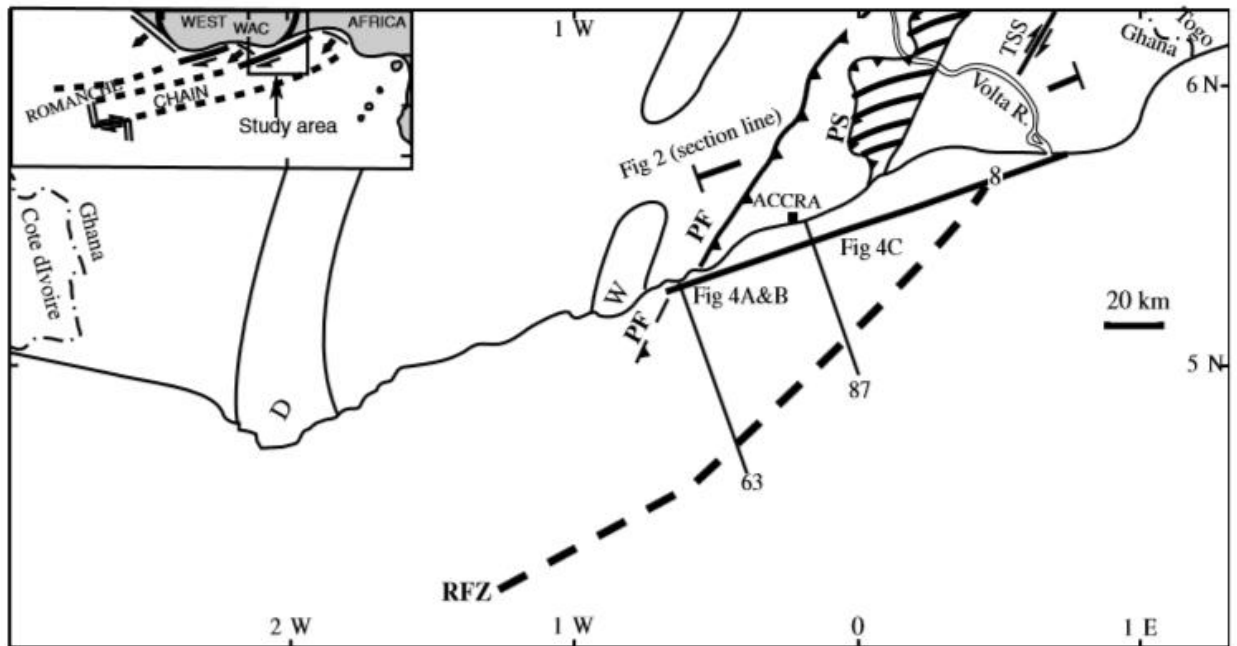 WEST
WAC
AFRICA
ROMANCHE
CHAIN
Study area
1 W
TSS
Togo
Ghana
6 N
Volta R.
PS
Fig 2 (section line)
8
ACCRA
PF
Fig 4C
Ghana
Cote dIvoire
W
Fig 4A&B
20 km
PF
5 N
87
D
63
RFZ
2 W
1 W
0
1 E